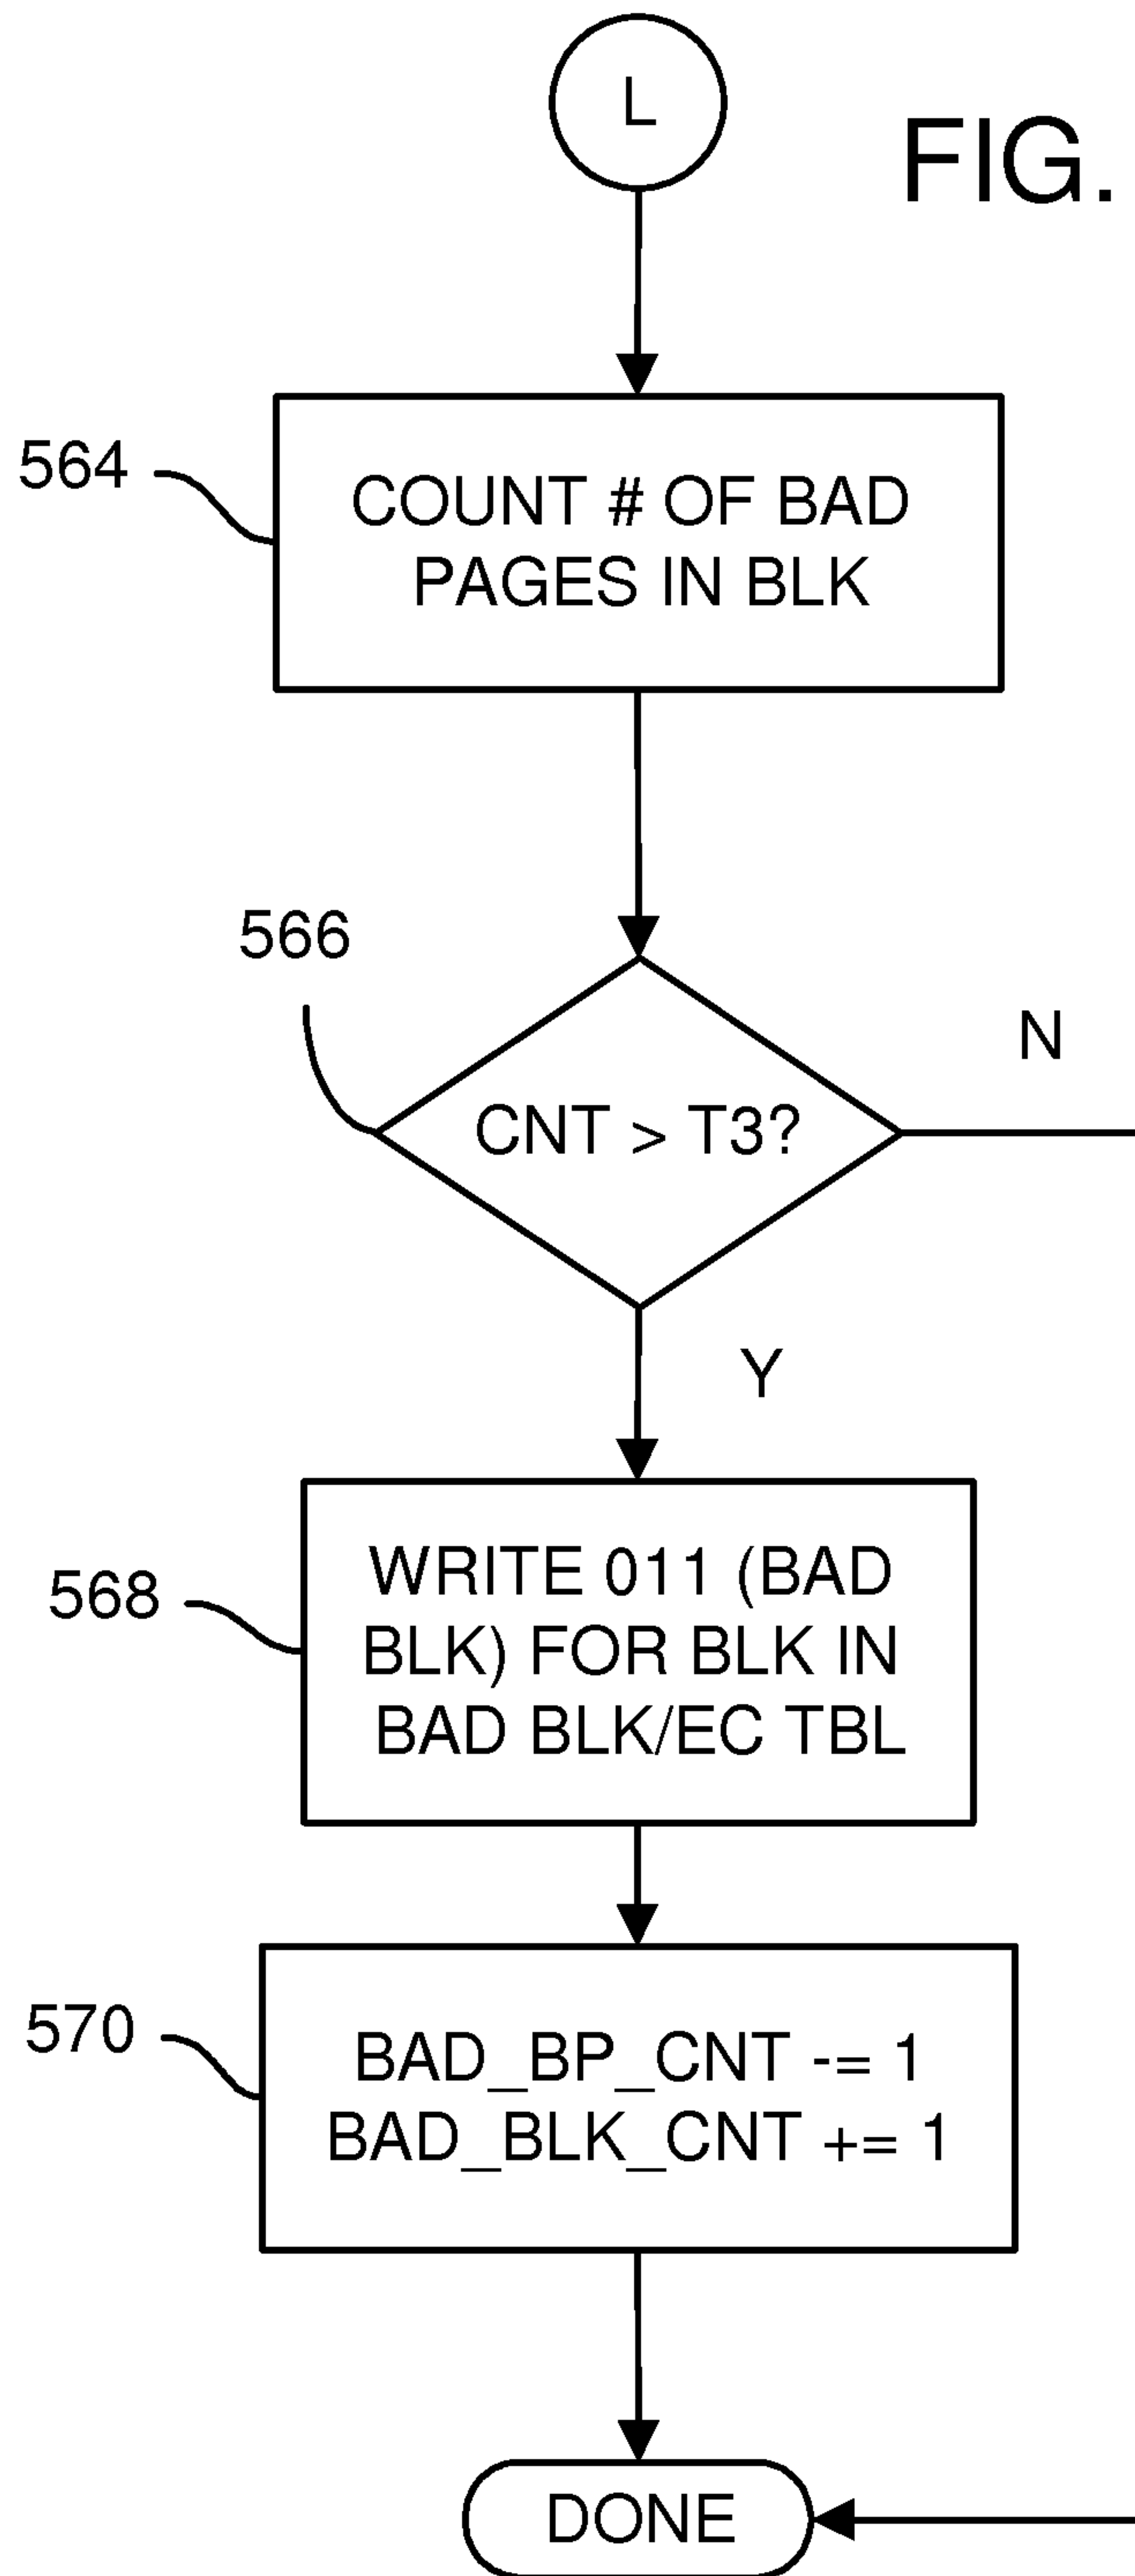 L
FIG.
564
COUNT # OF BAD
PAGES IN BLK
566
CNT > T3?
N
Y
568
WRITE 011 (BAD
BLK) FOR BLK IN
BAD BLK/EC TBL
570
BAD_BP_CNT -= 1
BAD_BLK_CNT += 1
DONE